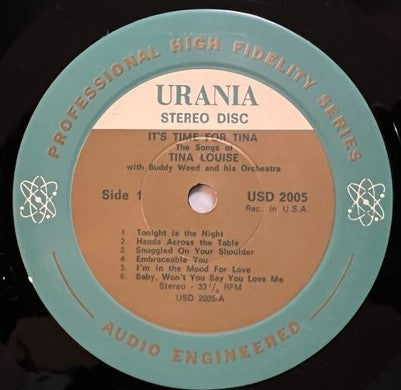 PROFESSIONAL HIGH FIDELITY SERIES
URANIA
STEREO DISC
IT'S TIME FOR TINA
The Songs of
TINA LOUISE
with Buddy Weed and his Orchestra
Side 1
USD 2005
Rec. in U.S.A.
1. Tonight is the Night
2. Hands Across the Table
3. Snuggled On Your Shoulder
4. Embraceable You
5. I'm in the Mood For Love
6. Baby, Won't You Say You Love Me
Stereo - 33⅓ RPM
USD 2005-A
AUDIO ENGINEERED